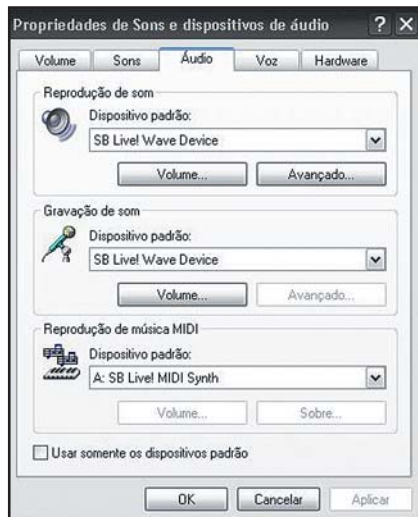 Propriedades de Sons e dispositivos de áudio
Volume Sons Áudio Voz Hardware
Reprodução de som
Dispositivo padrão:
SB Live! Wave Device
Volume... Avançado...
Gravação de som
Dispositivo padrão:
SB Live! Wave Device
Volume... Avançado...
Reprodução de música MIDI
Dispositivo padrão:
A: SB Live! MIDI Synth
Volume... Sobre...
Usar somente os dispositivos padrão
OK Cancelar Aplicar